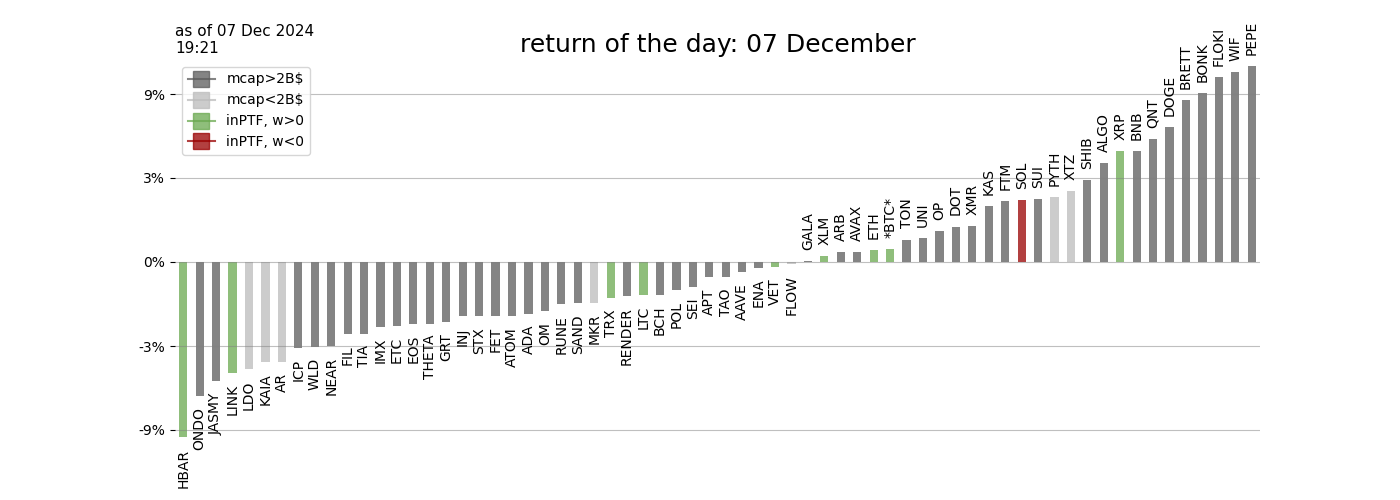 as of 07 Dec 2024
19:21
return of the day: 07 December
mcap>2B$
mcap<2B$
inPTF, w>0
inPTF, w<0
9%
3%
0%
-3%
-9%
HBAR
ONDO
JASMY
LINK
LDO
KAIA
AR
ICP
WLD
NEAR
FIL
TIA
IMX
ETC
EOS
THETA
GRT
INJ
STX
FET
ATOM
ADA
OM
RUNE
SAND
MKR
TRX
RENDER
LTC
BCH
POL
SEI
APT
TAO
AAVE
ENA
VET
FLOW
GALA
XLM
ARB
AVAX
ETH
*BTC*
TON
UNI
OP
DOT
XMR
KAS
FTM
SOL
SUI
PYTH
XTZ
SHIB
ALGO
XRP
BNB
QNT
DOGE
BRETT
BONK
FLOKI
WIF
PEPE